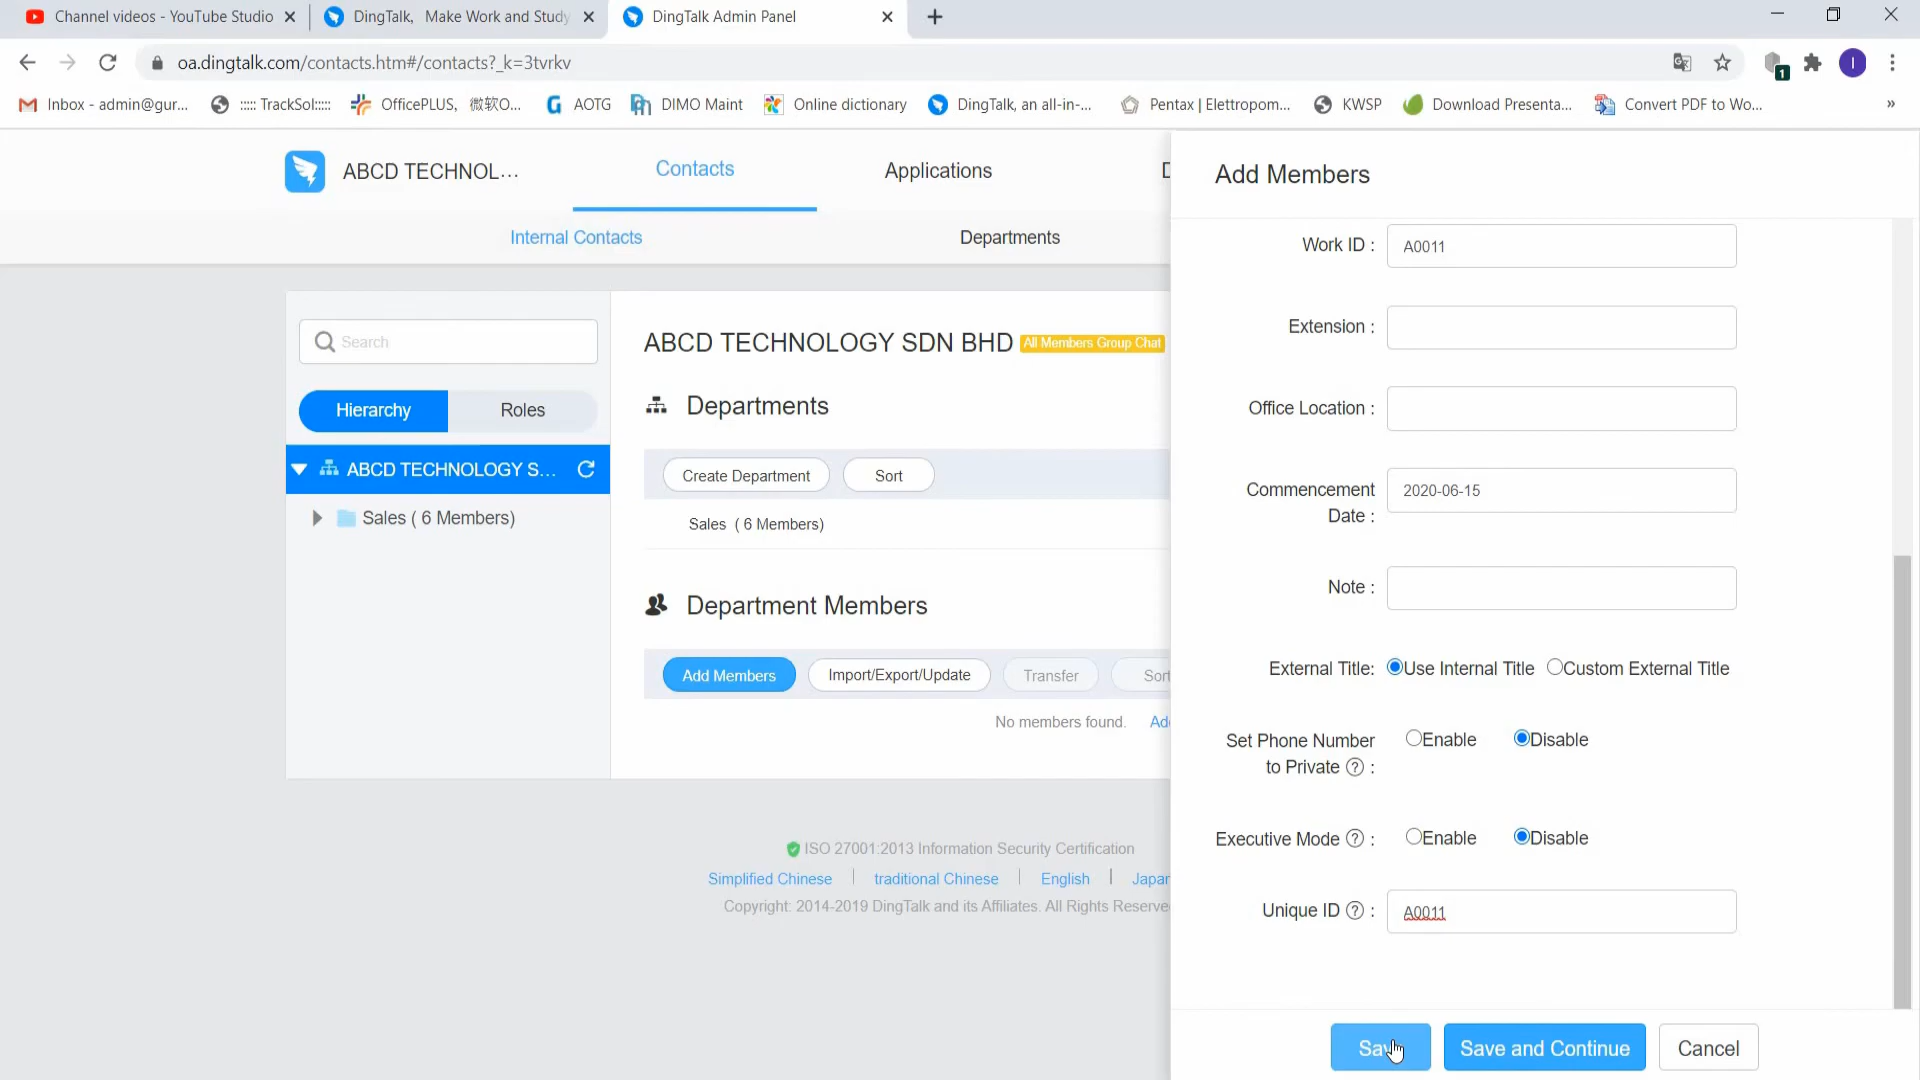 Channel videos - YouTube Studio
DingTalk, Make Work and Study
DingTalk Admin Panel
oa.dingtalk.com/contacts.htm#/contacts?_k=3tvrkv
1
I
Inbox - admin@gur...
::::: TrackSol:::::
OfficePLUS, 微软O...
AOTG
DIMO Maint
Online dictionary
DingTalk, an all-in-...
Pentax | Elettropom...
KWSP
Download Presenta...
Convert PDF to Wo...
»
ABCD TECHNOL...
Contacts
Applications
D
Internal Contacts
Departments
Search
Hierarchy
Roles
ABCD TECHNOLOGY S...
Sales ( 6 Members)
ABCD TECHNOLOGY SDN BHD All Members Group Chat
Departments
Create Department
Sort
Sales ( 6 Members)
Department Members
Add Members
Import/Export/Update
Transfer
Sort
No members found. Ad
ISO 27001:2013 Information Security Certification
Simplified Chinese | traditional Chinese | English | Japan
Copyright: 2014-2019 DingTalk and its Affiliates. All Rights Reserve
Add Members
Work ID : A0011
Extension :
Office Location :
Commencement Date : 2020-06-15
Note :
External Title: Use Internal Title Custom External Title
Set Phone Number to Private ? : Enable Disable
Executive Mode ? : Enable Disable
Unique ID ? : A0011
Save
Save and Continue
Cancel